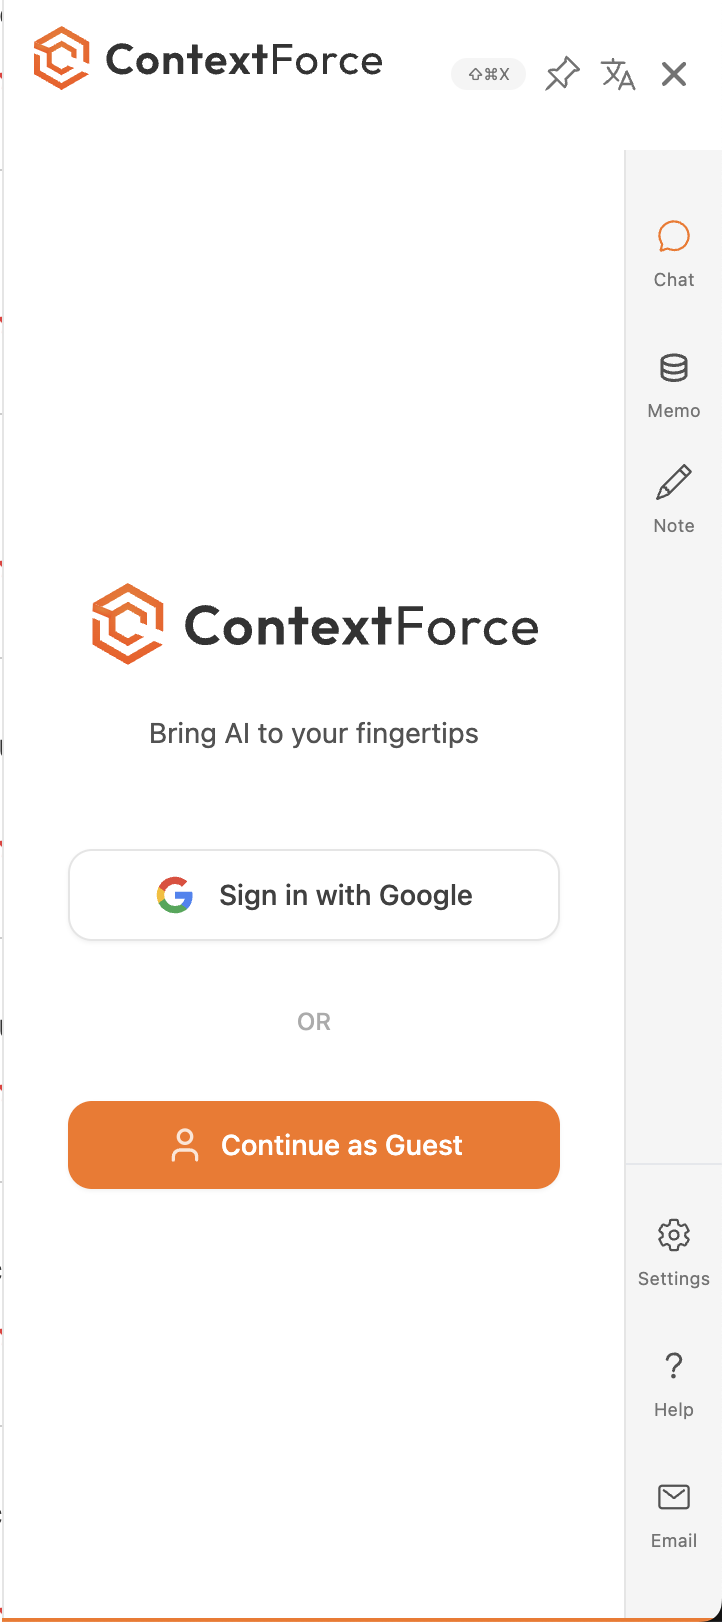 ContextForce
⇧⌘X
Chat
Memo
Note
ContextForce
Bring AI to your fingertips
Sign in with Google
OR
Continue as Guest
Settings
?
Help
Email